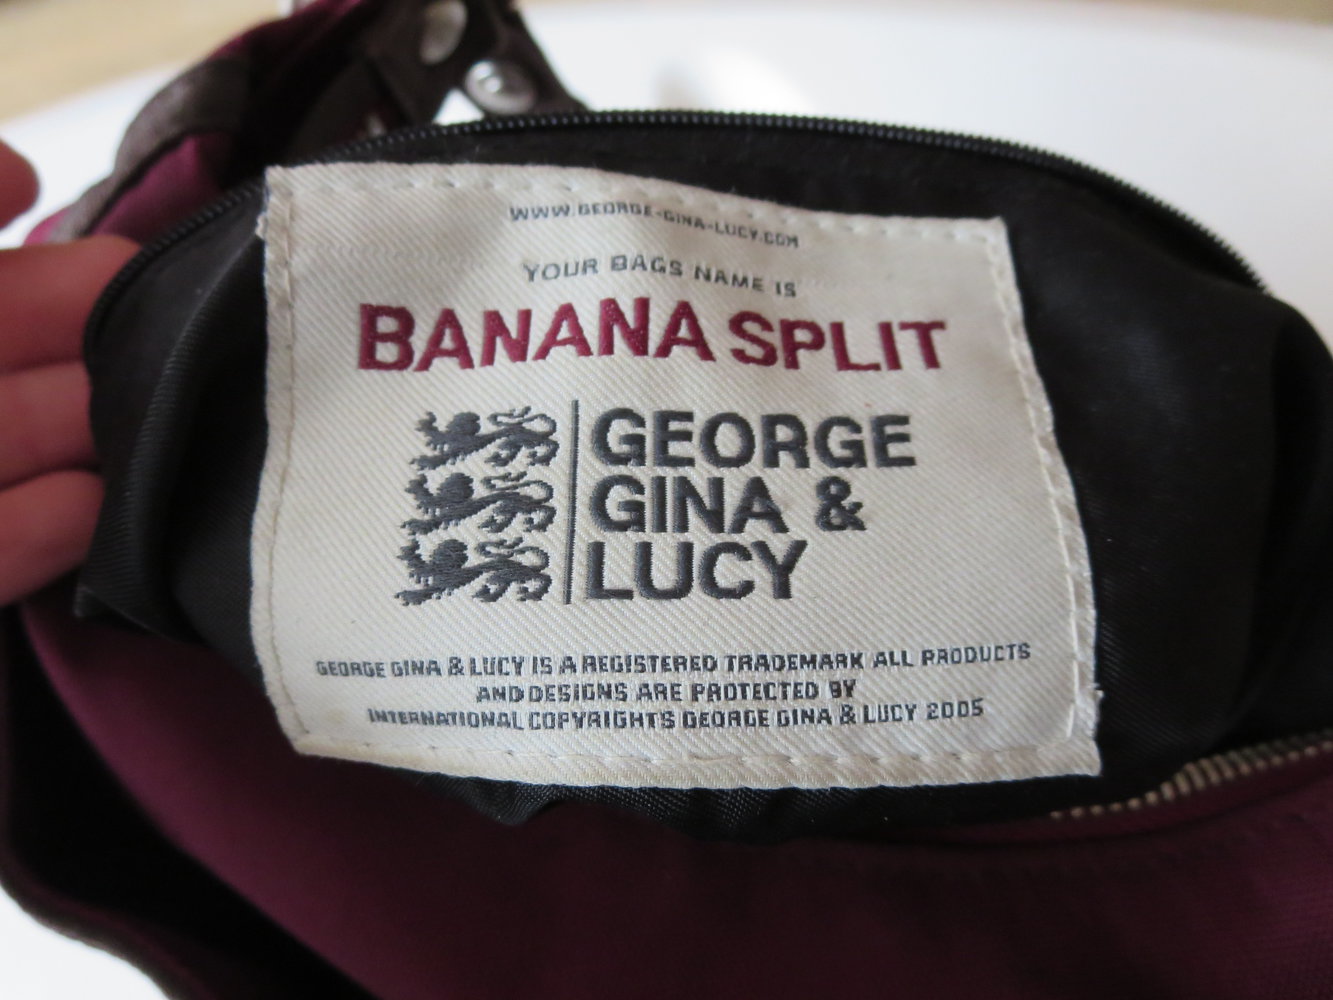 WWW.GEORGE-GINA-LUCY.COM
YOUR BAGS NAME IS
BANANA SPLIT
GEORGE
GINA &
LUCY
GEORGE GINA & LUCY IS A REGISTERED TRADEMARK ALL PRODUCTS
AND DESIGNS ARE PROTECTED BY
INTERNATIONAL COPYRIGHTS GEORGE GINA & LUCY 2005